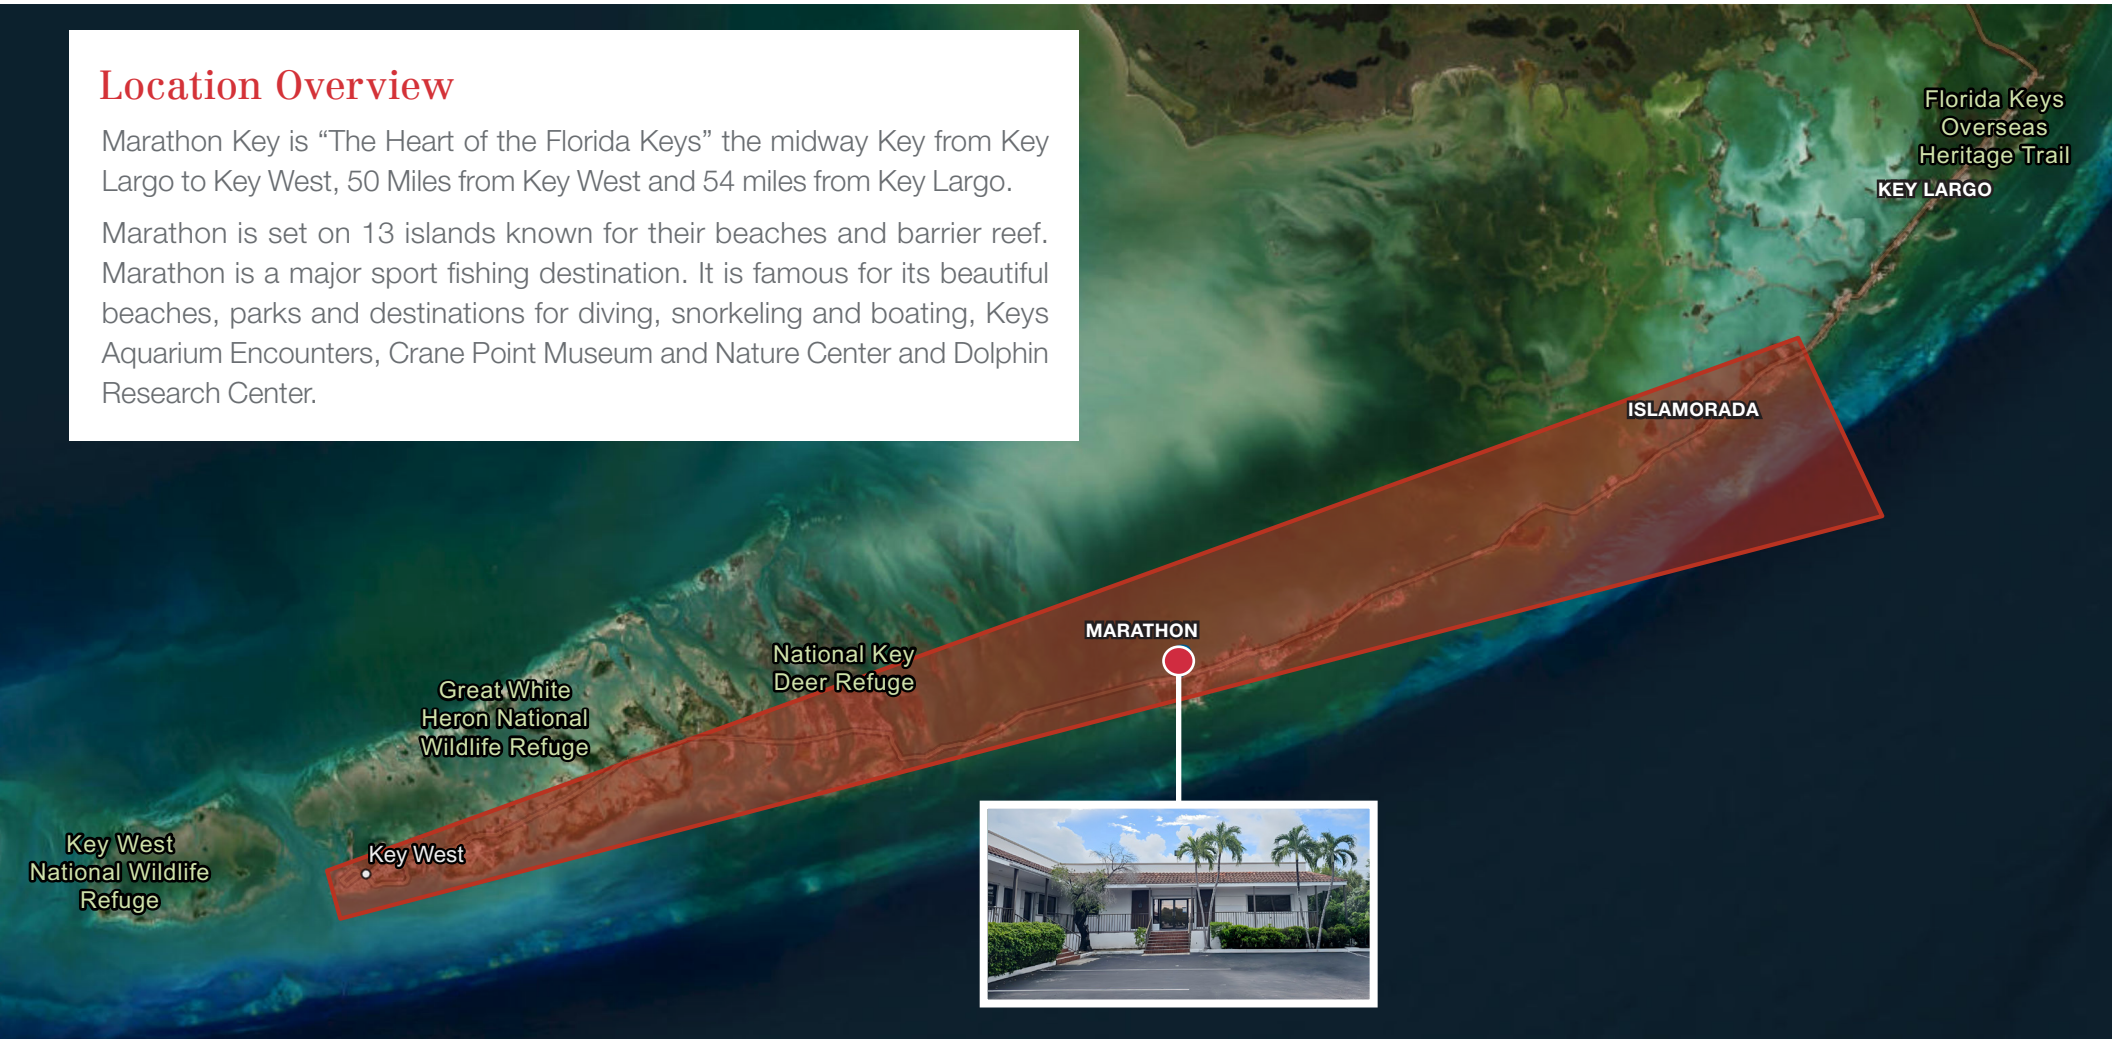 Location Overview
Marathon Key is “The Heart of the Florida Keys” the midway Key from Key
Largo to Key West, 50 Miles from Key West and 54 miles from Key Largo.
Marathon is set on 13 islands known for their beaches and barrier reef.
Marathon is a major sport fishing destination. It is famous for its beautiful
beaches, parks and destinations for diving, snorkeling and boating, Keys
Aquarium Encounters, Crane Point Museum and Nature Center and Dolphin
Research Center.
Florida Keys
Overseas
Heritage Trail
KEY LARGO
ISLAMORADA
MARATHON
National Key
Deer Refuge
Great White
Heron National
Wildlife Refuge
Key West
Key West
National Wildlife
Refuge